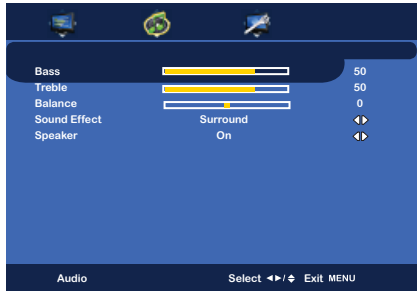 Bass 50
Treble 50
Balance 0
Sound Effect Surround
Speaker On
Audio Select ◄►/⬍ Exit MENU